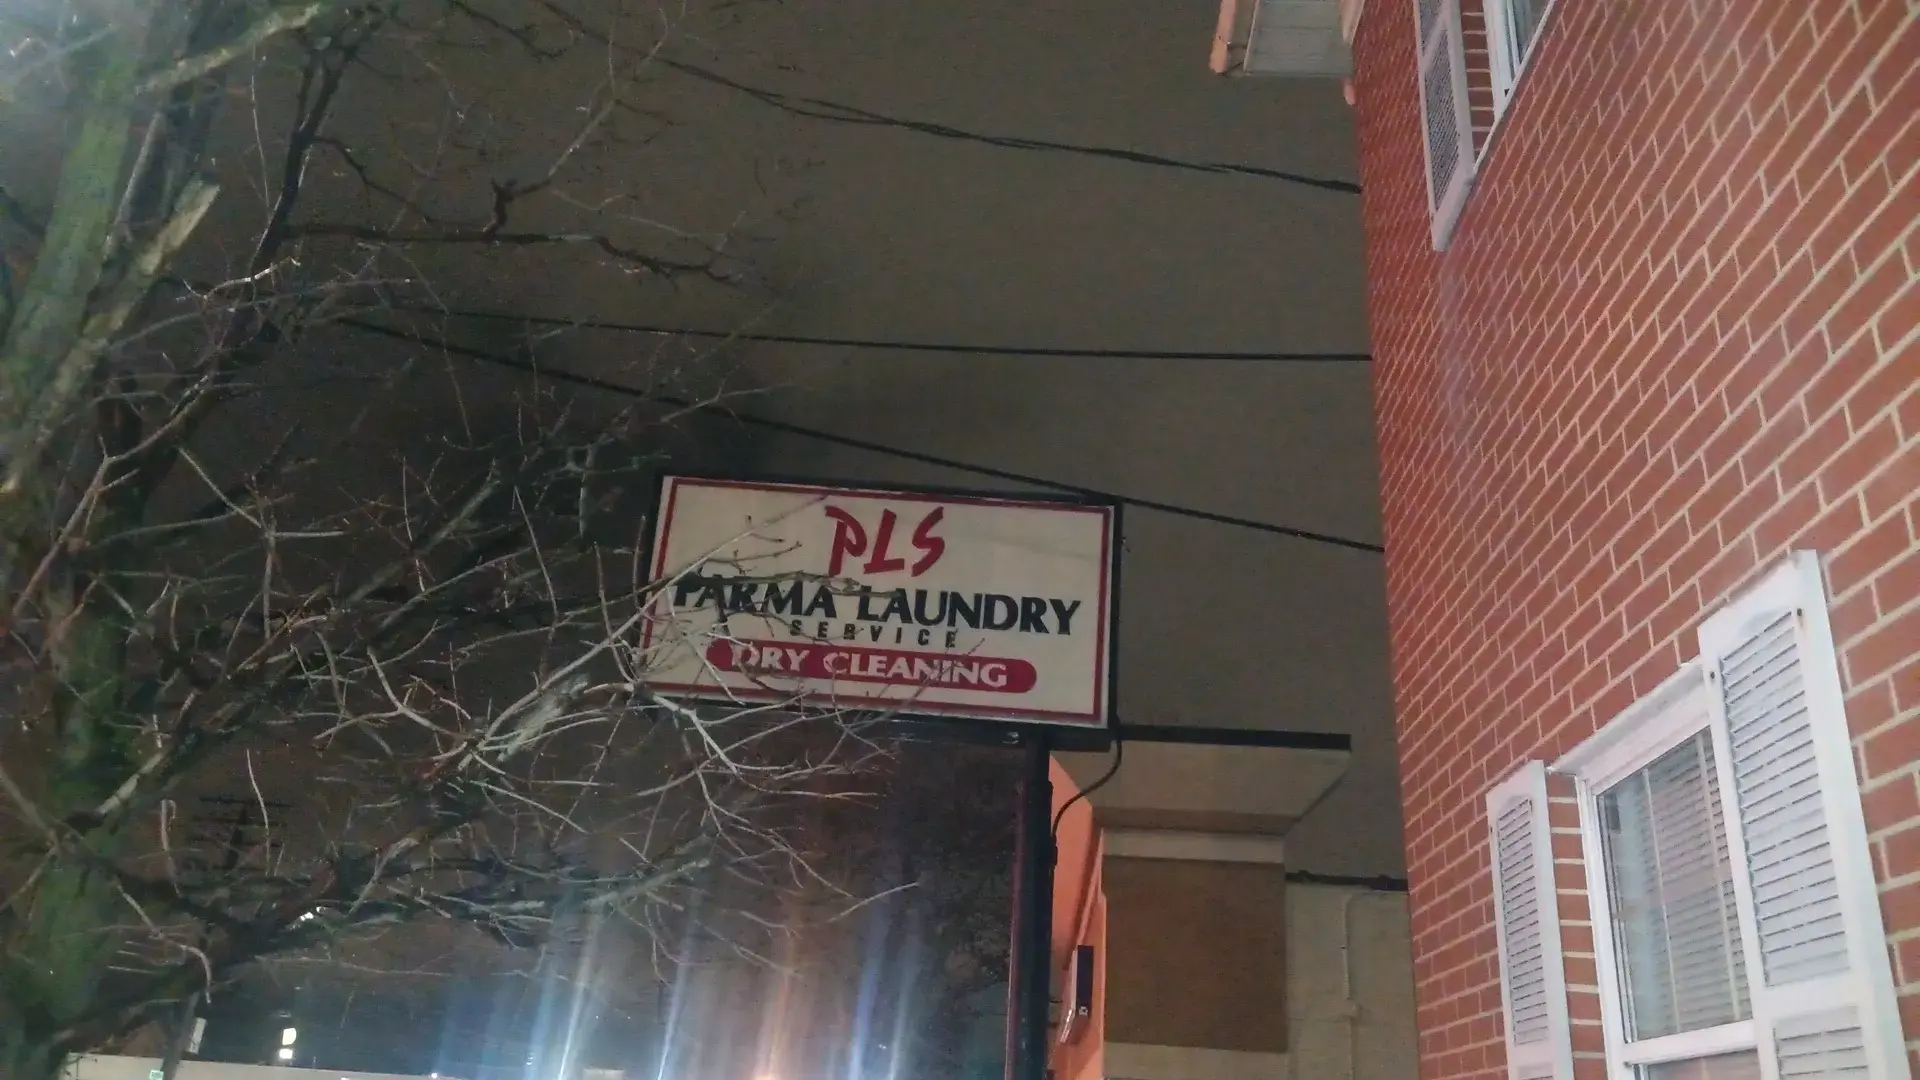 PLS
PARMA LAUNDRY
SERVICE
DRY CLEANING